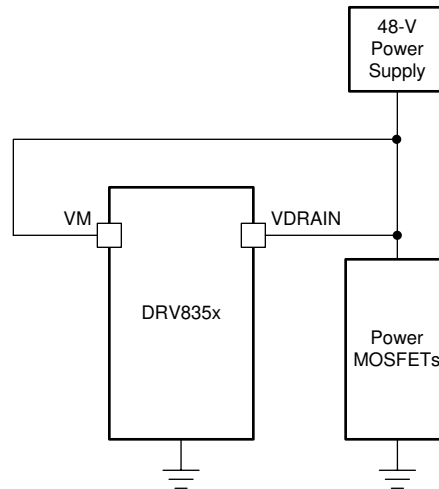 48-V
Power
Supply
VM
VDRAIN
DRV835x
Power
MOSFETs